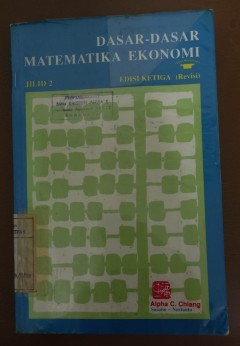 DASAR-DASAR
MATEMATIKA EKONOMI
JILID 2
EDISI KETIGA (Revisi)
Alpha C. Chiang